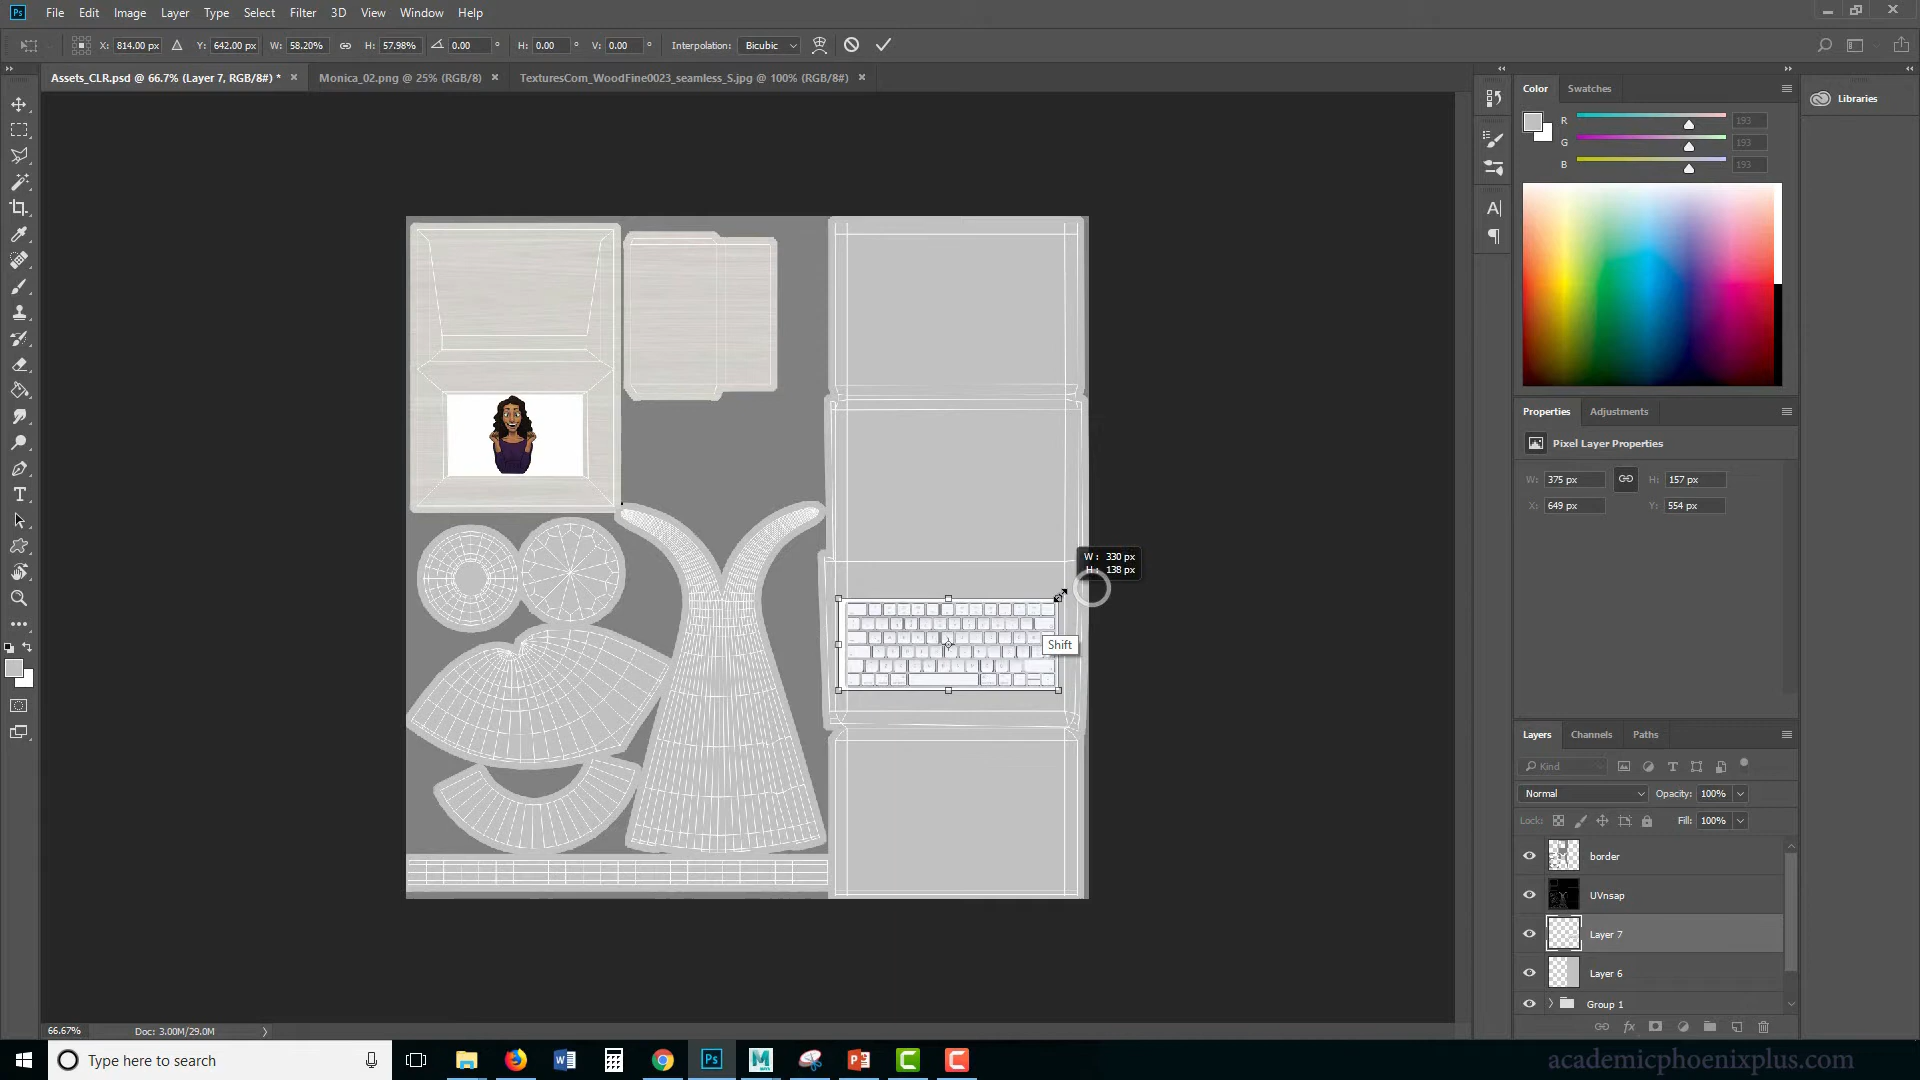 File Edit Image Layer Type Select Filter 3D View Window Help
X: 814.00 px Y: 642.00 px W: 58.20% H: 57.98% 0.00 ° H: 0.00 ° V: 0.00 ° Interpolation: Bicubic
Assets_CLR.psd @ 66.7% (Layer 7, RGB/8#) * × Monica_02.png @ 25% (RGB/8) × TexturesCom_WoodFine0023_seamless_S.jpg @ 100% (RGB/8#) ×
Color Swatches
Libraries
R 193
G 193
B 193
Properties Adjustments
Pixel Layer Properties
W: 375 px H: 157 px
X: 649 px Y: 554 px
W: 330 px
H: 138 px
Shift
Layers Channels Paths
Kind
Normal Opacity: 100%
Lock: Fill: 100%
border
UVnsap
Layer 7
Layer 6
Group 1
66.67% Doc: 3.00M/29.0M
Type here to search
academicphoenixplus.com